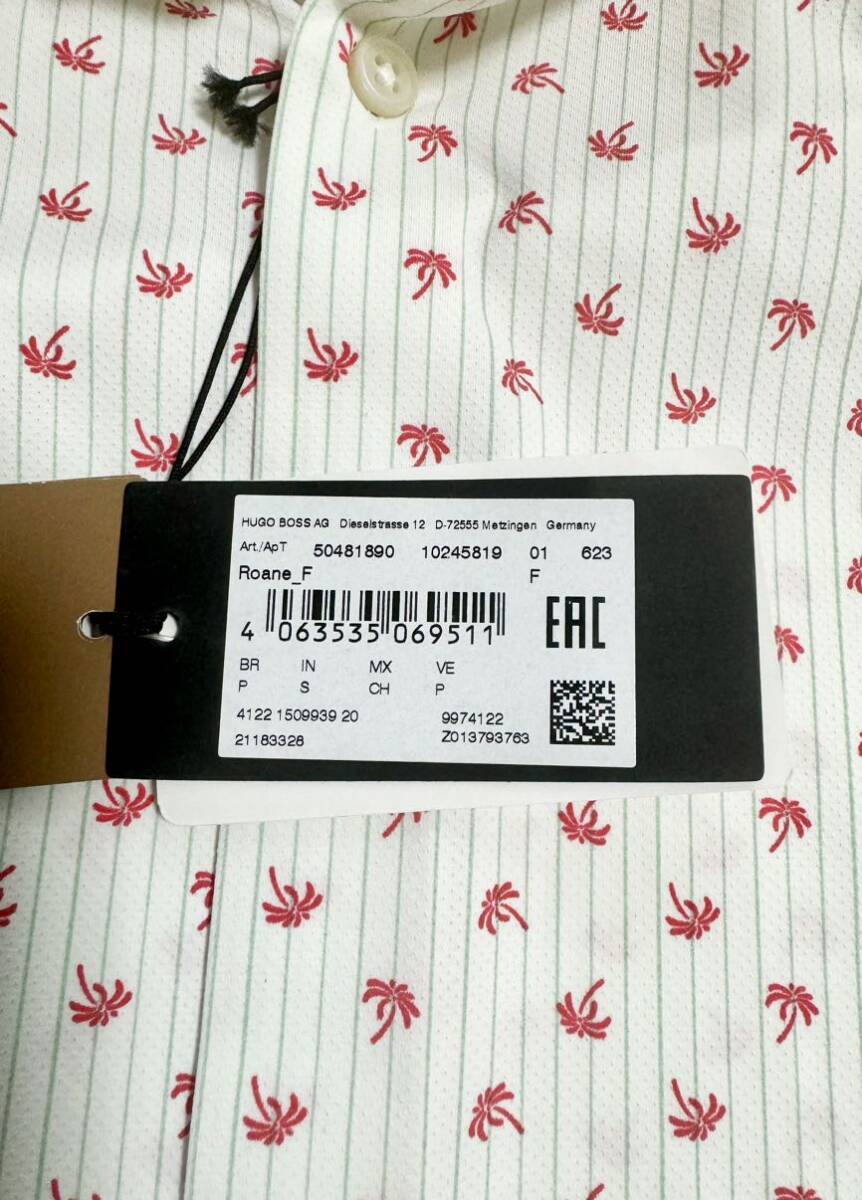 HUGO BOSS AG Dieselstrasse 12 D-72555 Metzingen Germany
Art./ApT 50481890 10245819 01 623
Roane_F F
4 063535 069511
EAC
BR IN MX VE
P S CH P
4122 1509939 20 9974122
21183328 Z013793763